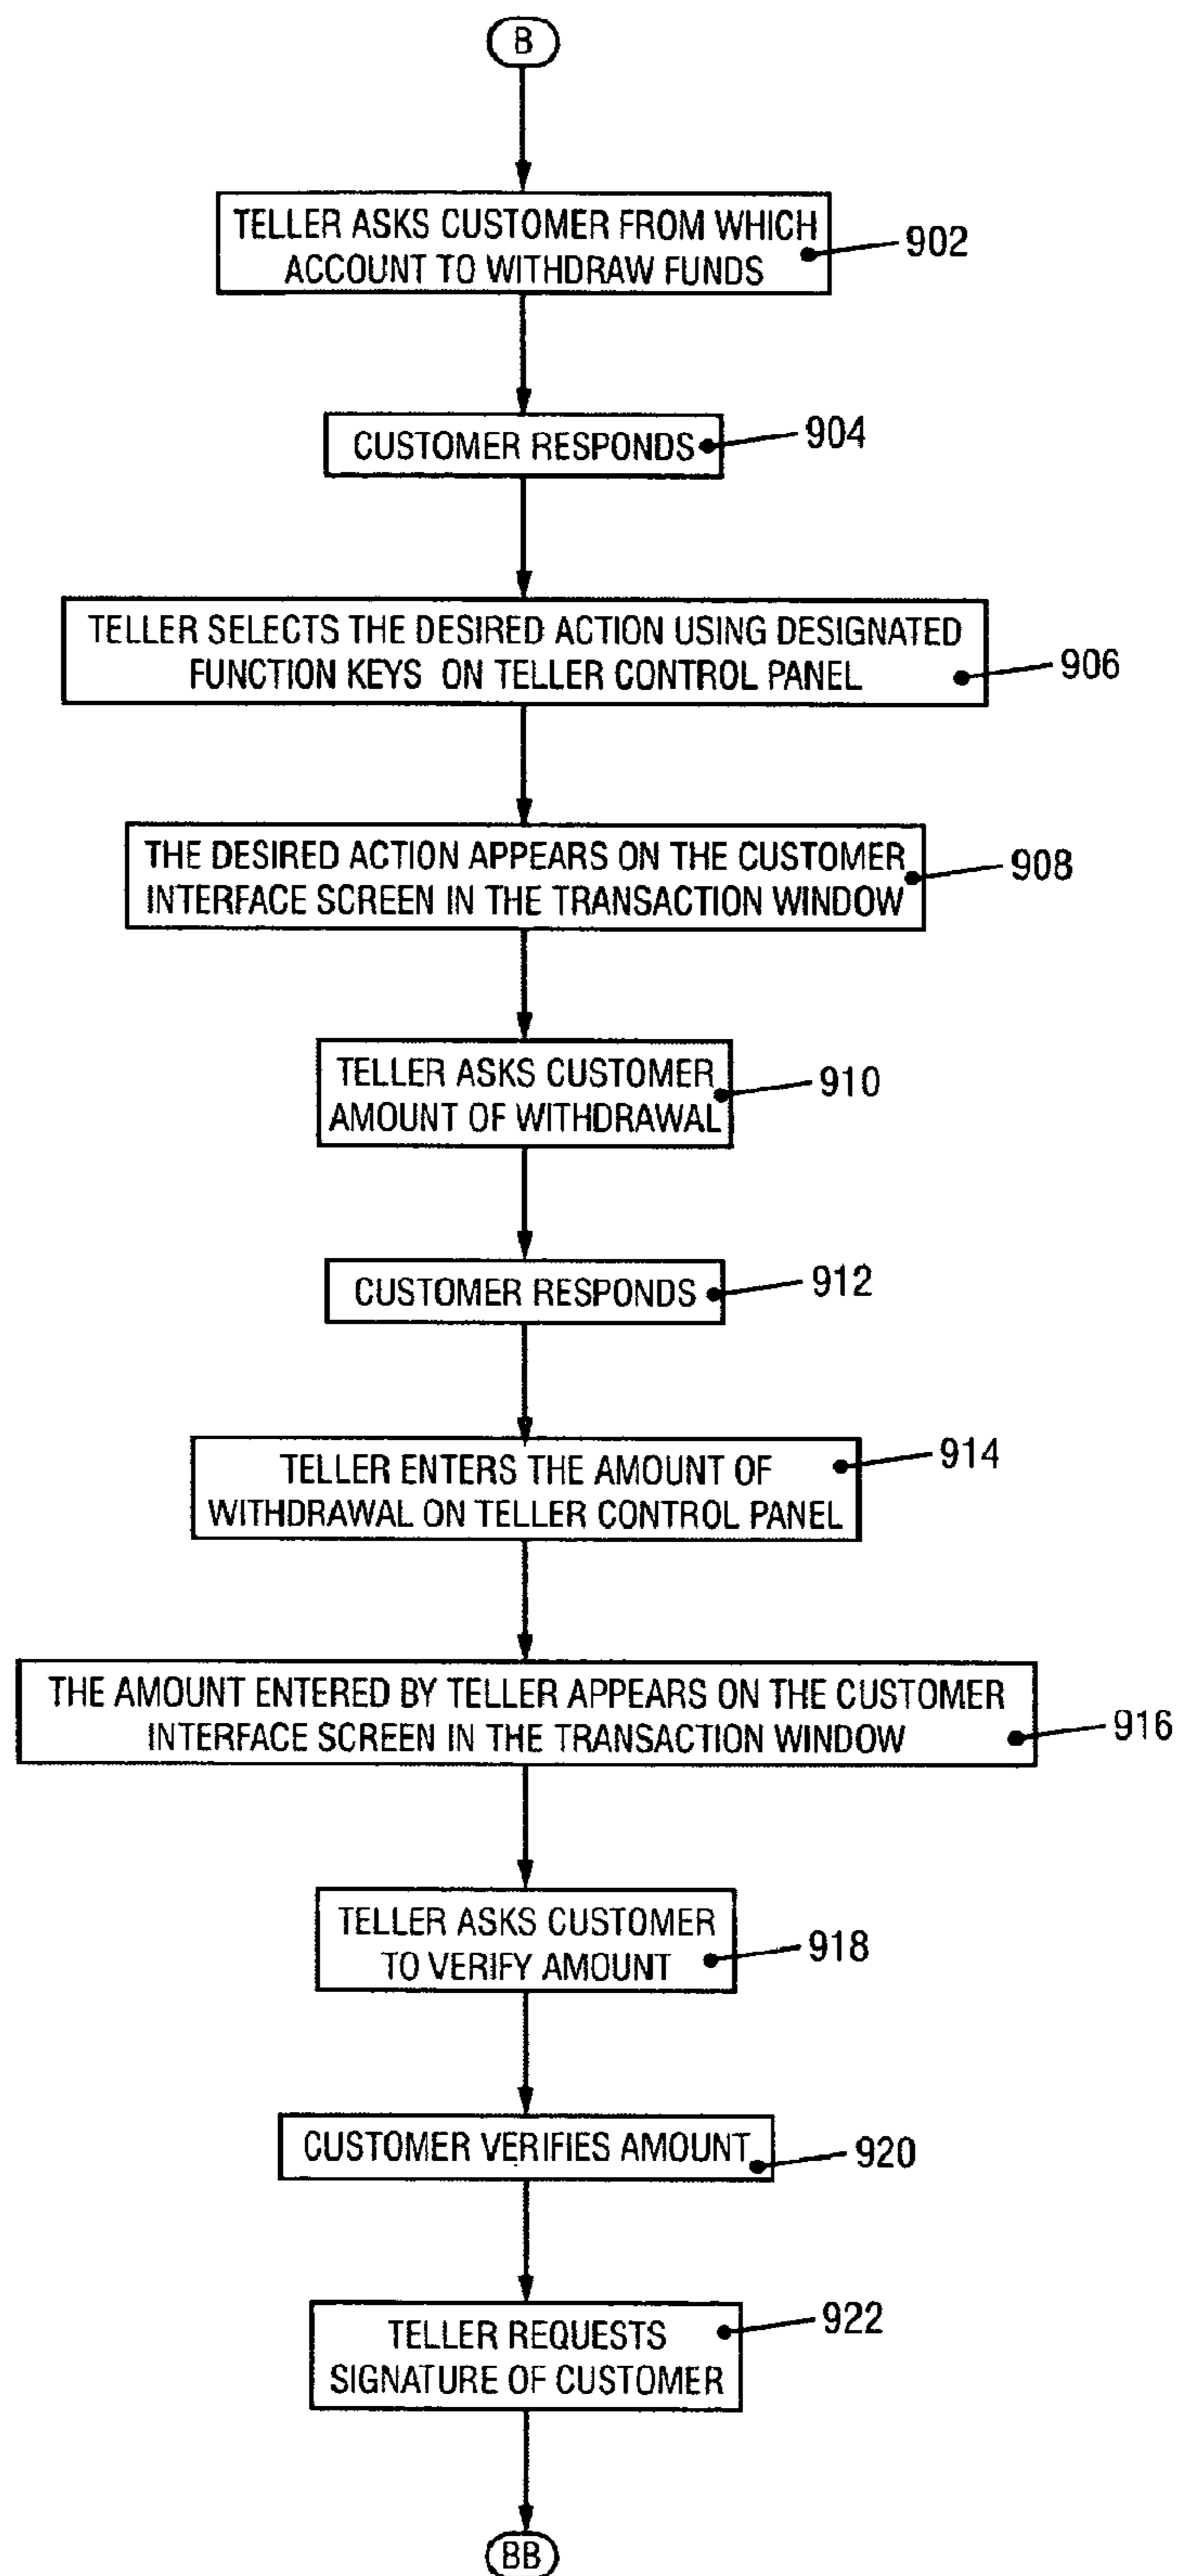 B
TELLER ASKS CUSTOMER FROM WHICH
ACCOUNT TO WITHDRAW FUNDS
902
CUSTOMER RESPONDS
904
TELLER SELECTS THE DESIRED ACTION USING DESIGNATED
FUNCTION KEYS ON TELLER CONTROL PANEL
906
THE DESIRED ACTION APPEARS ON THE CUSTOMER
INTERFACE SCREEN IN THE TRANSACTION WINDOW
908
TELLER ASKS CUSTOMER
AMOUNT OF WITHDRAWAL
910
CUSTOMER RESPONDS
912
TELLER ENTERS THE AMOUNT OF
WITHDRAWAL ON TELLER CONTROL PANEL
914
THE AMOUNT ENTERED BY TELLER APPEARS ON THE CUSTOMER
INTERFACE SCREEN IN THE TRANSACTION WINDOW
916
TELLER ASKS CUSTOMER
TO VERIFY AMOUNT
918
CUSTOMER VERIFIES AMOUNT
920
TELLER REQUESTS
SIGNATURE OF CUSTOMER
922
BB